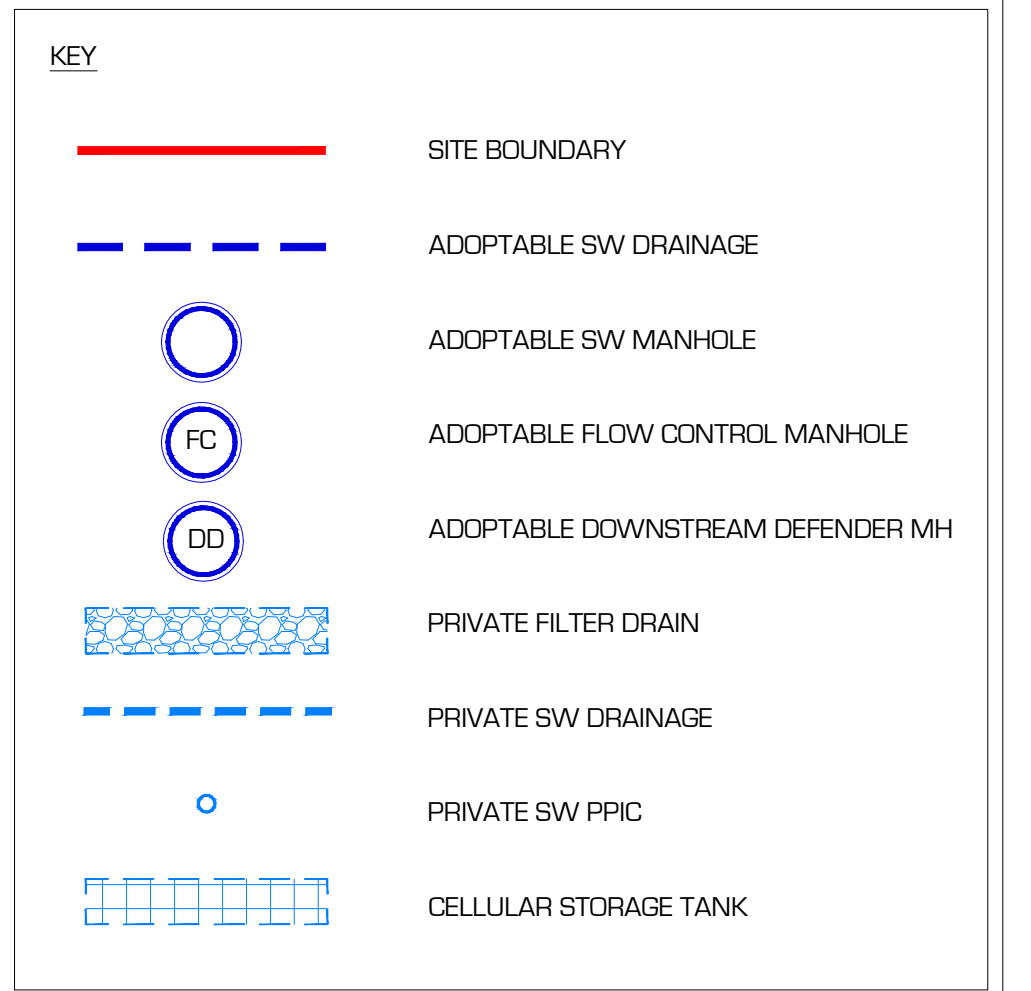 KEY
SITE BOUNDARY
ADOPTABLE SW DRAINAGE
ADOPTABLE SW MANHOLE
FC ADOPTABLE FLOW CONTROL MANHOLE
DD ADOPTABLE DOWNSTREAM DEFENDER MH
PRIVATE FILTER DRAIN
PRIVATE SW DRAINAGE
PRIVATE SW PPIC
CELLULAR STORAGE TANK